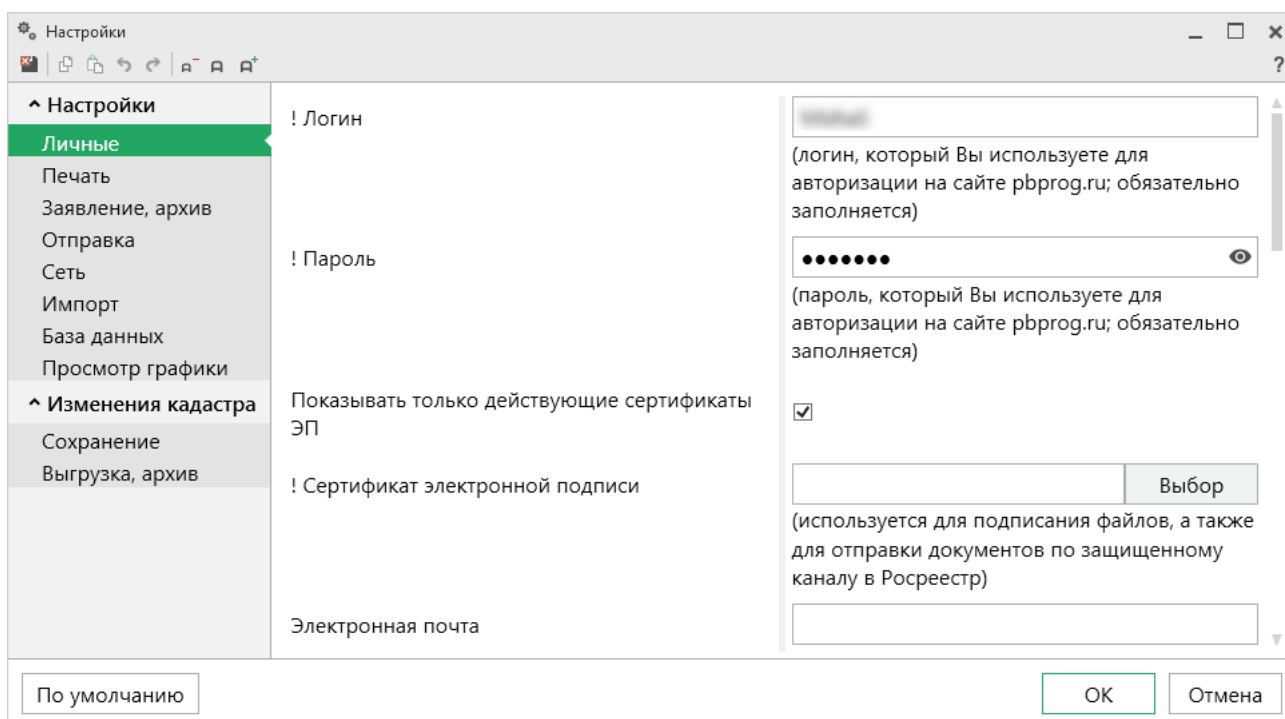 Настройки
?
Настройки
Личные
Печать
Заявление, архив
Отправка
Сеть
Импорт
База данных
Просмотр графики
Изменения кадастра
Сохранение
Выгрузка, архив
! Логин
(логин, который Вы используете для
авторизации на сайте pbprog.ru; обязательно
заполняется)
! Пароль
(пароль, который Вы используете для
авторизации на сайте pbprog.ru; обязательно
заполняется)
Показывать только действующие сертификаты
ЭП
! Сертификат электронной подписи
Выбор
(используется для подписания файлов, а также
для отправки документов по защищенному
каналу в Росреестр)
Электронная почта
По умолчанию
ОК
Отмена